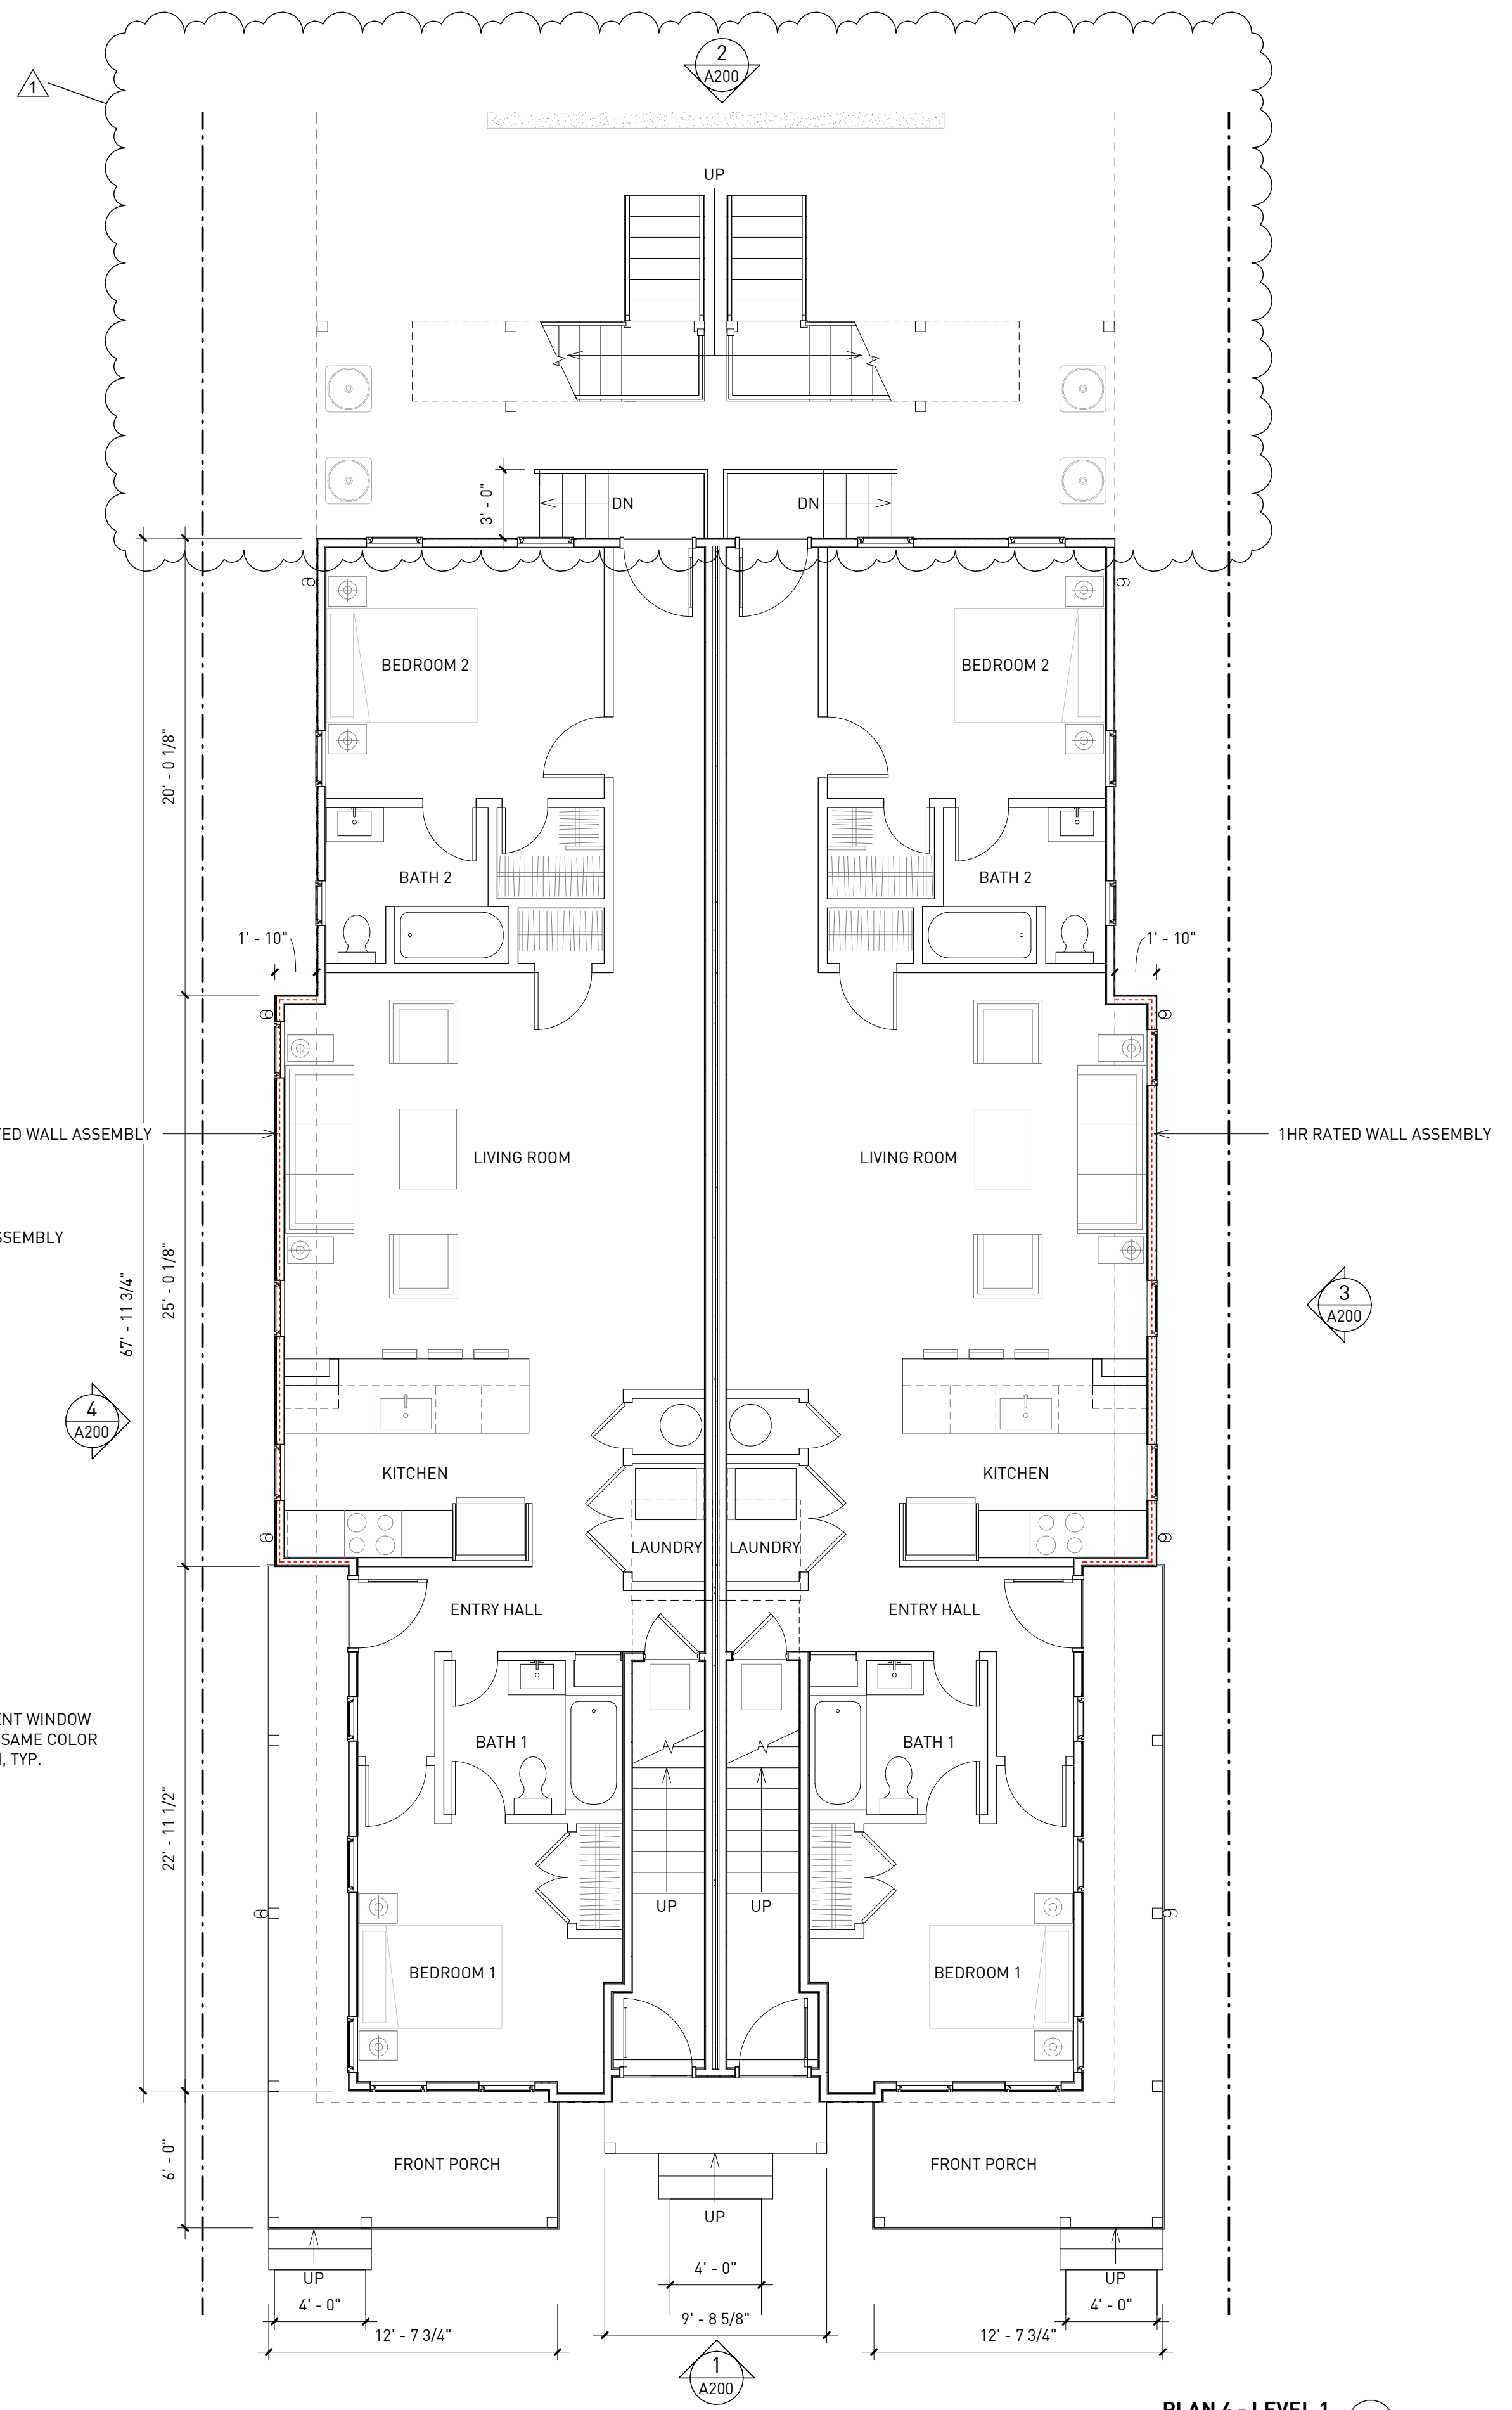 2
A200
1
UP
3' - 0"
DN
DN
BEDROOM 2
BEDROOM 2
20' - 0 1/8"
BATH 2
BATH 2
1' - 10"
1' - 10"
WALL ASSEMBLY
1HR RATED WALL ASSEMBLY
LIVING ROOM
LIVING ROOM
25' - 0 1/8"
67' - 11 3/4"
3
A200
4
A200
KITCHEN
KITCHEN
LAUNDRY
LAUNDRY
ENTRY HALL
ENTRY HALL
WINDOW
SAME COLOR
, TYP.
BATH 1
BATH 1
22' - 11 1/2"
UP
UP
BEDROOM 1
BEDROOM 1
6' - 0"
FRONT PORCH
FRONT PORCH
UP
4' - 0"
UP
UP
4' - 0"
4' - 0"
9' - 8 5/8"
12' - 7 3/4"
12' - 7 3/4"
1
A200
PLAN 4 - LEVEL 1